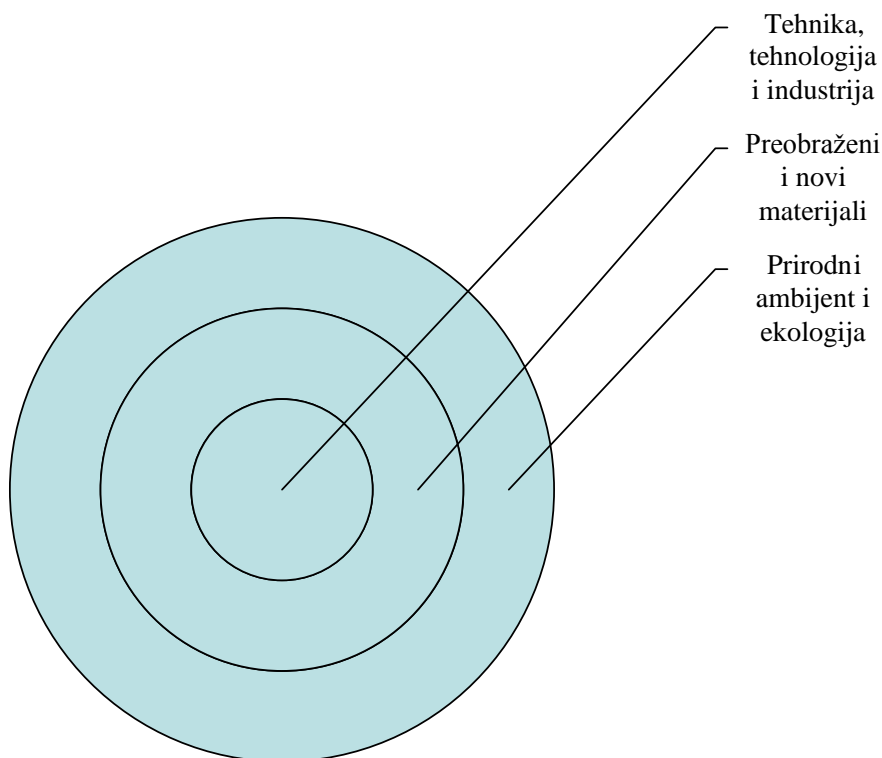 Tehnika,
tehnologija
i industrija
Preobraženi
i novi
materijali
Prirodni
ambijent i
ekologija